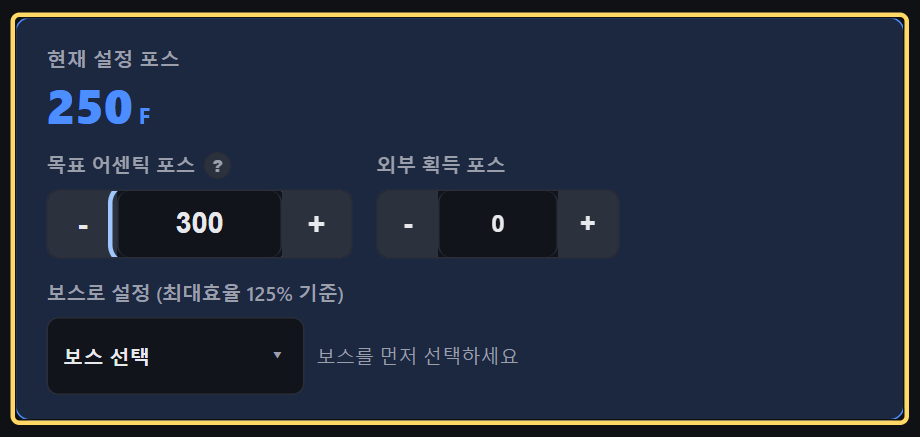 현재 설정 포스
250 F
목표 어센틱 포스 ? 외부 획득 포스
- 300 + - 0 +
보스로 설정 (최대효율 125% 기준)
보스 선택 ▼ 보스를 먼저 선택하세요